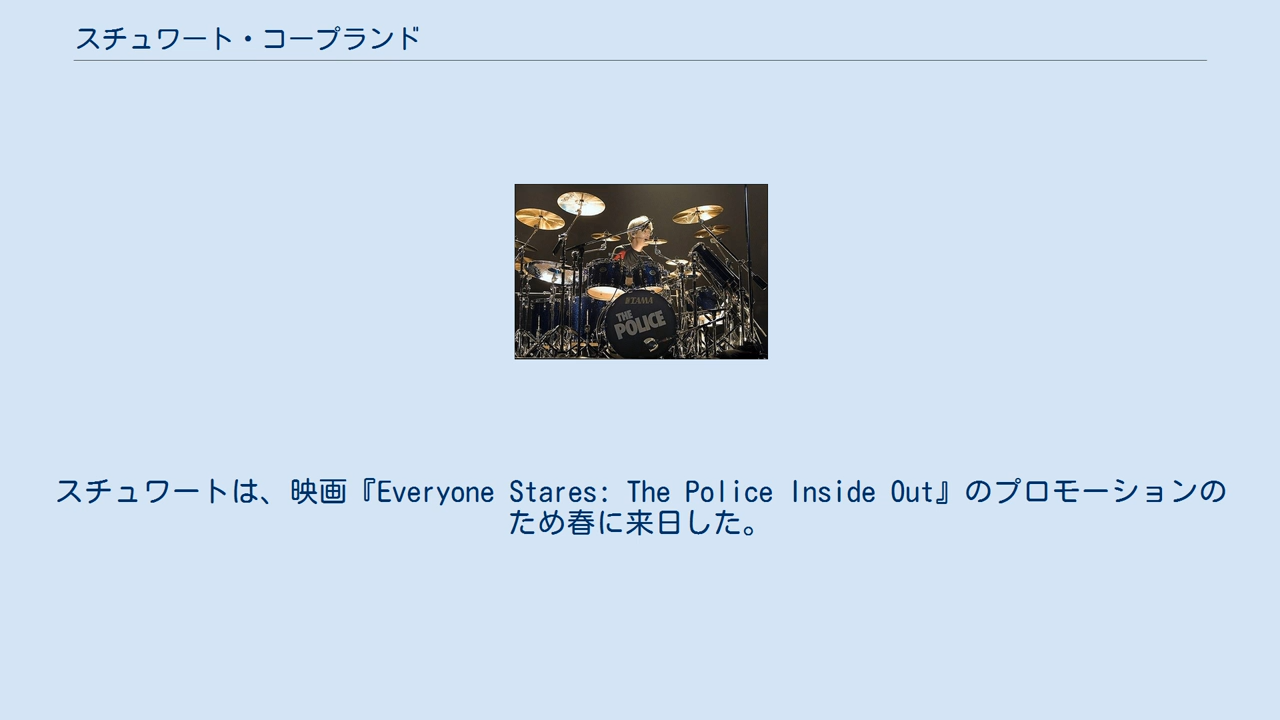 スチュワート・コープランド
TAMA
THE
POLICE
スチュワートは、映画『Everyone Stares: The Police Inside Out』のプロモーションの
ため春に来日した。